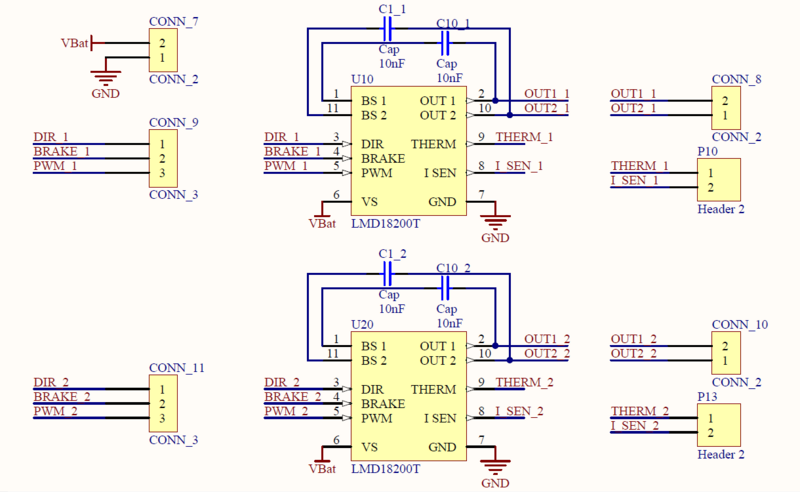 CONN_7
VBat
2
1
GND
CONN_2
C1_1
C10_1
Cap
10nF
Cap
10nF
U10
1
BS 1
OUT 1
2
OUT1_1
11
BS 2
OUT 2
10
OUT2_1
DIR_1
3
DIR
THERM
9
THERM_1
BRAKE_1
4
BRAKE
PWM_1
5
PWM
I SEN
8
I_SEN_1
6
VS
GND
7
VBat
LMD18200T
GND
CONN_9
DIR_1
1
BRAKE_1
2
PWM_1
3
CONN_3
CONN_8
OUT1_1
2
OUT2_1
1
CONN_2
P10
THERM_1
1
I_SEN_1
2
Header 2
C1_2
C10_2
Cap
10nF
Cap
10nF
U20
1
BS 1
OUT 1
2
OUT1_2
11
BS 2
OUT 2
10
OUT2_2
DIR_2
3
DIR
THERM
9
THERM_2
BRAKE_2
4
BRAKE
PWM_2
5
PWM
I SEN
8
I_SEN_2
6
VS
GND
7
VBat
LMD18200T
GND
CONN_11
DIR_2
1
BRAKE_2
2
PWM_2
3
CONN_3
CONN_10
OUT1_2
2
OUT2_2
1
CONN_2
P13
THERM_2
1
I_SEN_2
2
Header 2